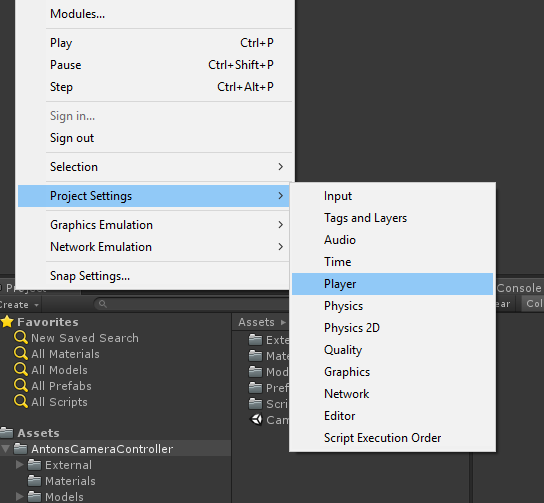 Modules...
Play Ctrl+P
Pause Ctrl+Shift+P
Step Ctrl+Alt+P
Sign in...
Sign out
Selection
Project Settings
Graphics Emulation
Network Emulation
Snap Settings...
Input
Tags and Layers
Audio
Time
Player
Physics
Physics 2D
Quality
Graphics
Network
Editor
Script Execution Order
Project
Console
Create
Col
Favorites
New Saved Search
All Materials
All Models
All Prefabs
All Scripts
Assets
AntonsCameraController
External
Materials
Models
Assets
Exte
Mate
Mod
Pref
Scri
Cam